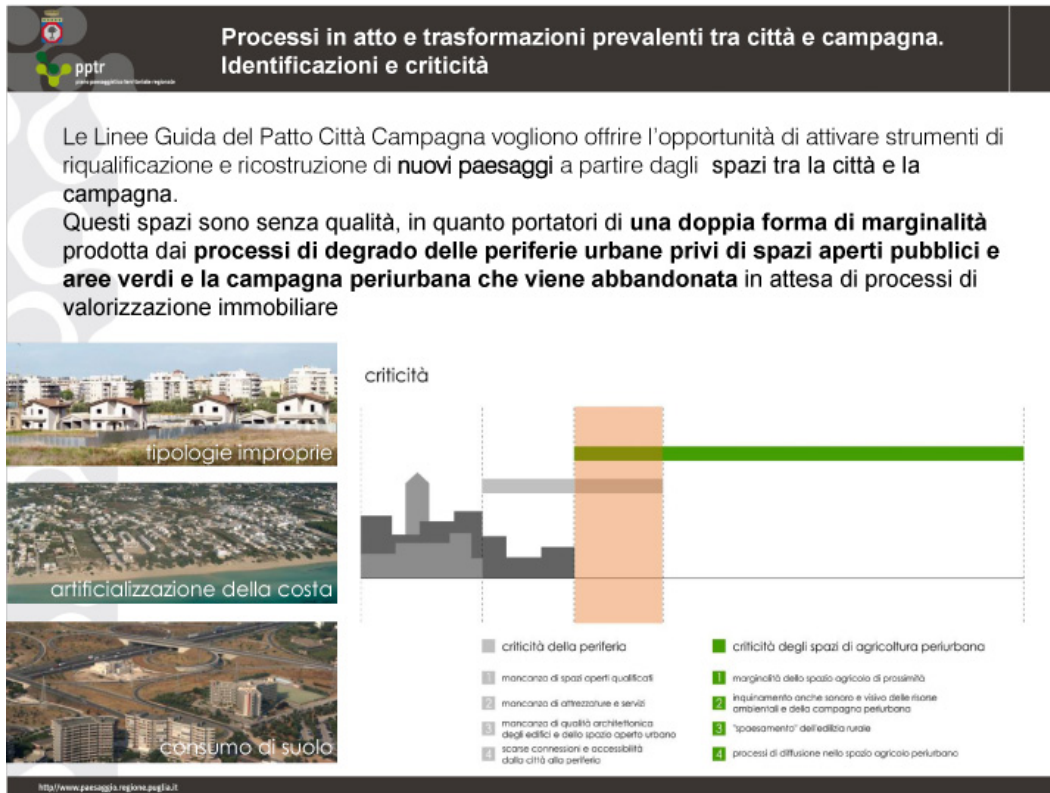 pptr
piano paesaggistico territoriale regionale
Processi in atto e trasformazioni prevalenti tra città e campagna.
Identificazioni e criticità
Le Linee Guida del Patto Città Campagna vogliono offrire l'opportunità di attivare strumenti di
riqualificazione e ricostruzione di nuovi paesaggi a partire dagli spazi tra la città e la
campagna.
Questi spazi sono senza qualità, in quanto portatori di una doppia forma di marginalità
prodotta dai processi di degrado delle periferie urbane privi di spazi aperti pubblici e
aree verdi e la campagna periurbana che viene abbandonata in attesa di processi di
valorizzazione immobiliare
tipologie improprie
artificializzazione della costa
consumo di suolo
criticità
criticità della periferia
1 mancanza di spazi aperti qualificati
2 mancanza di attrezzature e servizi
3 mancanza di qualità architettonica
degli edifici e dello spazio aperto urbano
4 scarse connessioni e accessibilità
dalla città alla periferia
criticità degli spazi di agricoltura periurbana
1 marginalità dello spazio agricolo di prossimità
2 inquinamento anche sonoro e visivo delle risorse
ambientali e della campagna periurbana
3 "spaesamento" dell'edilizia rurale
4 processi di diffusione nello spazio agricolo periurbano
http//www.paesaggio.regione.puglia.it